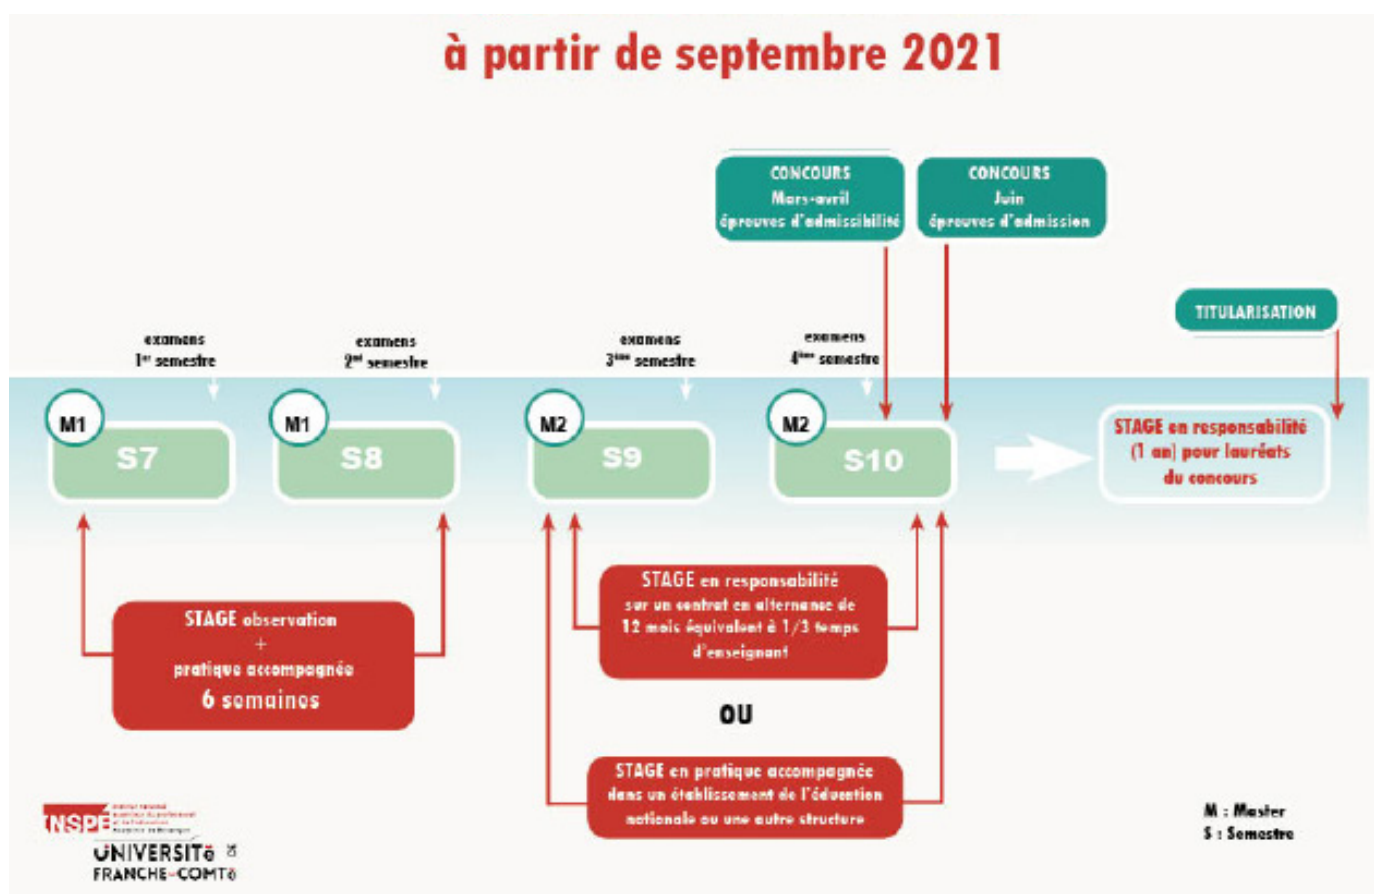 à partir de septembre 2021
CONCOURS
Mars-avril
épreuves d'admissibilité
CONCOURS
Juin
épreuves d'admission
TITULARISATION
examens
1er semestre
examens
2nd semestre
examens
3ème semestre
examens
4ème semestre
M1
S7
M1
S8
M2
S9
M2
S10
STAGE en responsabilité
(1 an) pour lauréats
du concours
STAGE observation
+
pratique accompagnée
6 semaines
STAGE en responsabilité
sur un contrat en alternance de
12 mois équivalent à 1/3 temps
d'enseignant
OU
STAGE en pratique accompagnée
dans un établissement de l'éducation
nationale ou une autre structure
M : Master
S : Semestre
INSPÉ
UNIVERSITĒ DE
FRANCHE-COMTĒ